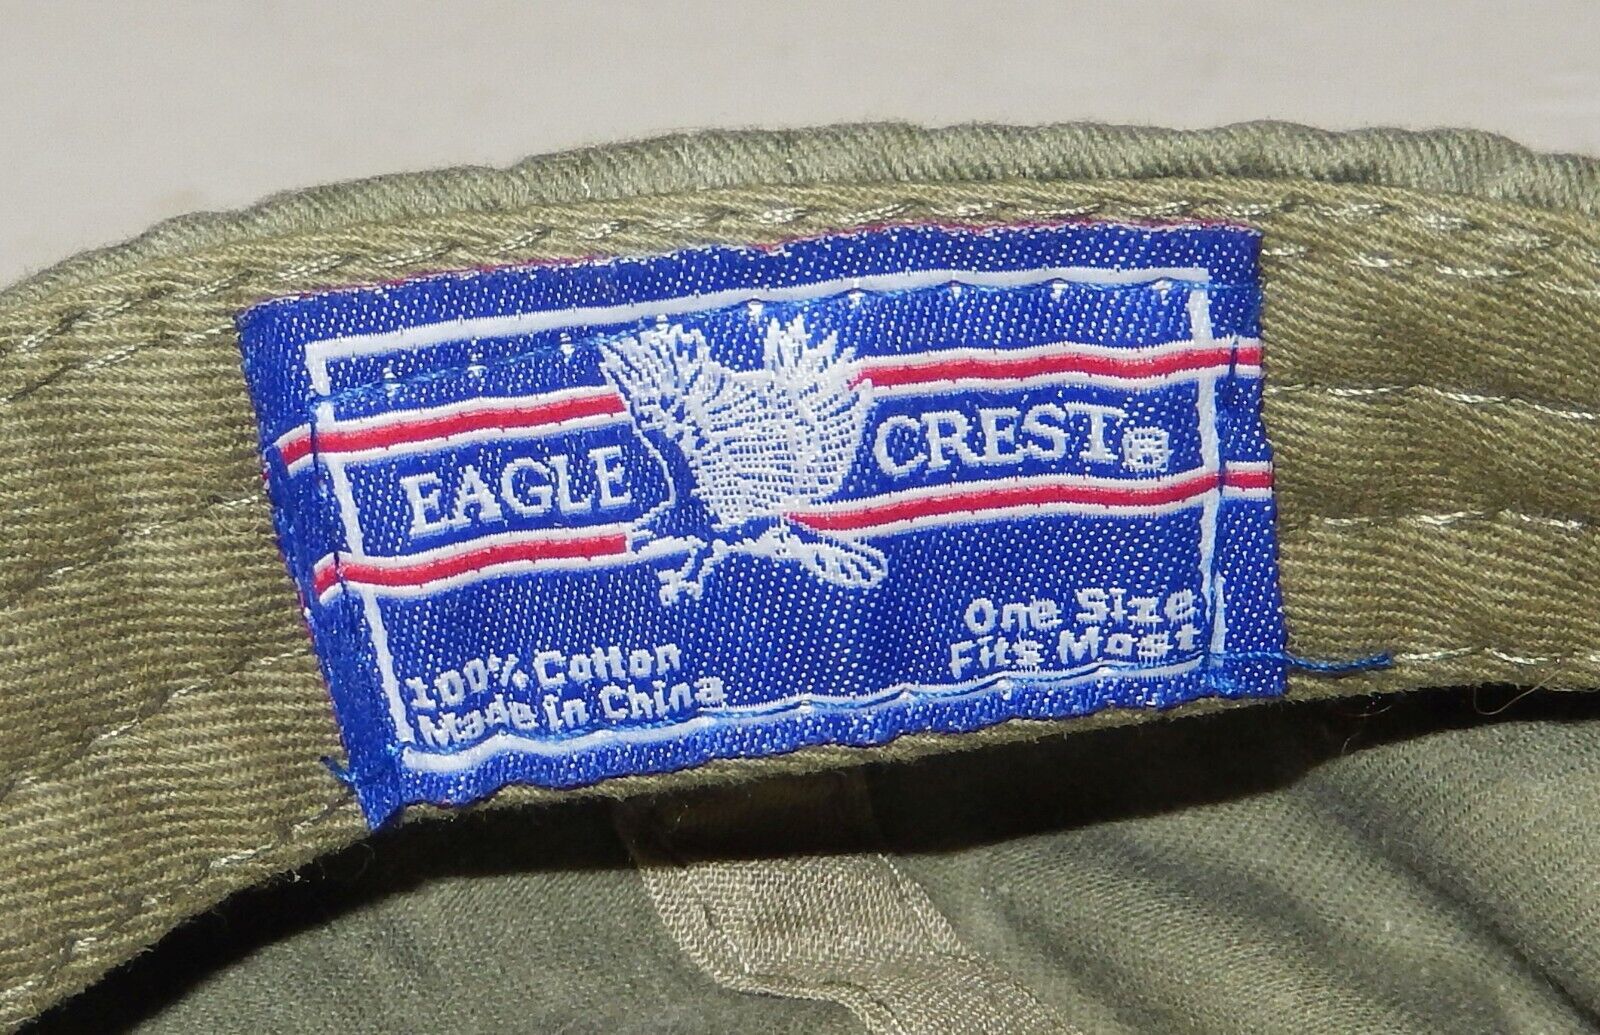 EAGLE CREST®
100% Cotton
Made in China
One Size
Fits Most